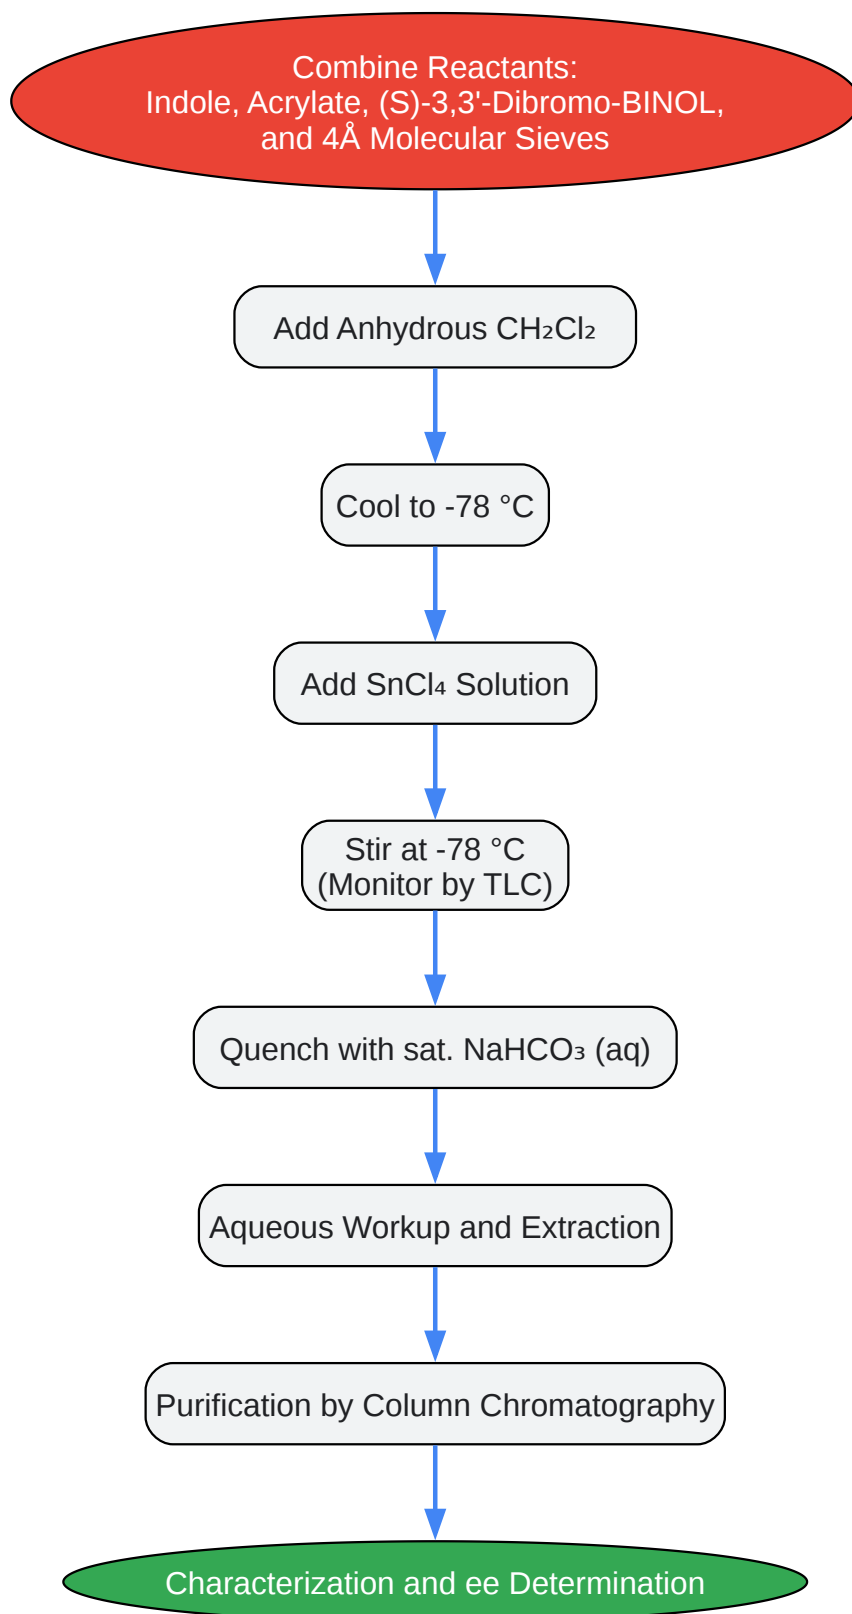 Combine Reactants:
Indole, Acrylate, (S)-3,3'-Dibromo-BINOL,
and 4Å Molecular Sieves
Add Anhydrous CH₂Cl₂
Cool to -78 °C
Add SnCl₄ Solution
Stir at -78 °C
(Monitor by TLC)
Quench with sat. NaHCO₃ (aq)
Aqueous Workup and Extraction
Purification by Column Chromatography
Characterization and ee Determination